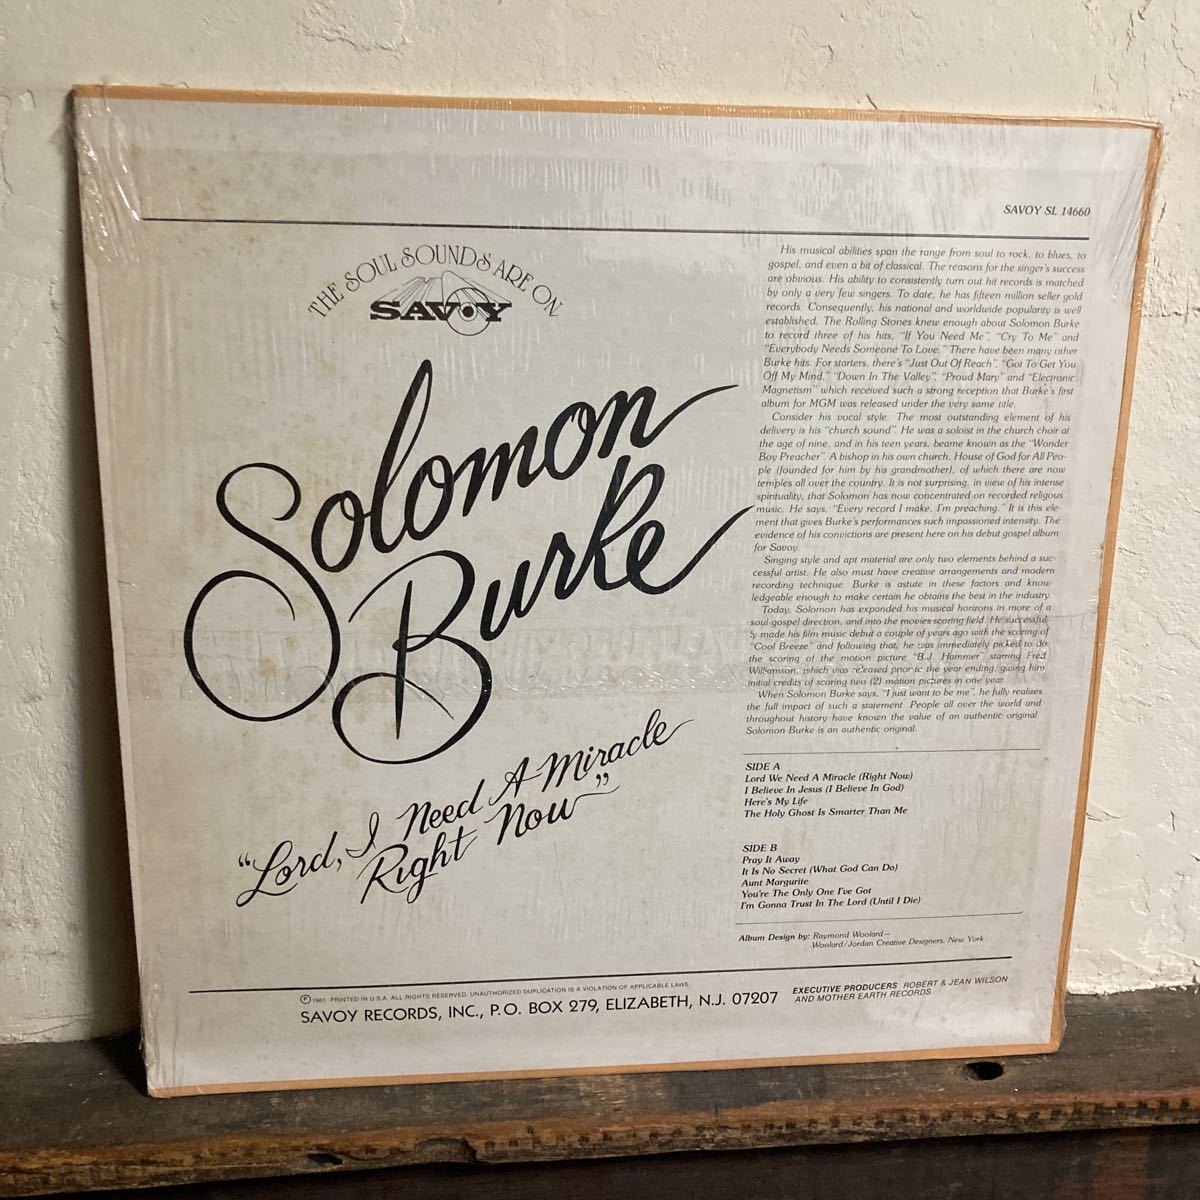 SAVOY SL 14660
THE SOUL SOUNDS ARE ON
SAVOY
Solomon
Burke
"Lord, I Need A Miracle
Right Now"
His musical abilities span the range from soul to rock, to blues, to
gospel, and even a bit of classical. The reasons for the singer's success
are obvious. His ability to consistently turn out hit records is matched
by only a very few singers. To date, he has fifteen million seller gold
records. Consequently, his national and worldwide popularity is well
established. The Rolling Stones knew enough about Solomon Burke
to record three of his hits, "If You Need Me", "Cry To Me" and
"Everybody Needs Someone To Love." There have been many other
Burke hits. For starters, there's "Just Out Of Reach", "Got To Get You
Off My Mind," "Down In The Valley", "Proud Mary" and "Electronic
Magnetism" which received such a strong reception that Burke's first
album for MGM was released under the very same title.
Consider his vocal style. The most outstanding element of his
delivery is his "church sound". He was a soloist in the church choir at
the age of nine, and in his teen years, beame known as the "Wonder
Boy Preacher". A bishop in his own church, House of God for All Peo-
ple (founded for him by his grandmother), of which there are now
temples all over the country. It is not surprising, in view of his intense
spirituality, that Solomon has now concentrated on recorded religous
music. He says, "Every record I make, I'm preaching." It is this ele-
ment that gives Burke's performances such impassioned intensity. The
evidence of his convictions are present here on his debut gospel album
for Savoy.
Singing style and apt material are only two elements behind a suc-
cessful artist. He also must have creative arrangements and modern
recording technique. Burke is astute in these factors and know-
ledgeable enough to make certain he obtains the best in the industry.
Today, Solomon has expanded his musical horizons in more of a
soul-gospel direction, and into the movies scoring field. He successful-
ly made his film music debut a couple of years ago with the scoring of
"Cool Breeze" and following that, he was immediately picked to do
the scoring of the motion picture "B.J. Hammer" starring Fred
Williamson, which was released prior to the year ending, giving him
initial credits of scoring two (2) motion pictures in one year.
When Solomon Burke says, "I just want to be me", he fully realizes
the full impact of such a statement. People all over the world and
throughout history have known the value of an authentic original.
Solomon Burke is an authentic original.
SIDE A
Lord We Need A Miracle (Right Now)
I Believe In Jesus (I Believe In God)
Here's My Life
The Holy Ghost Is Smarter Than Me
SIDE B
Pray It Away
It Is No Secret (What God Can Do)
Aunt Margurite
You're The Only One I've Got
I'm Gonna Trust In The Lord (Until I Die)
Album Design by: Raymond Woolard—
Woolard/Jordan Creative Designers, New York
℗ 1981 PRINTED IN U.S.A. ALL RIGHTS RESERVED. UNAUTHORIZED DUPLICATION IS A VIOLATION OF APPLICABLE LAWS.
SAVOY RECORDS, INC., P.O. BOX 279, ELIZABETH, N.J. 07207
EXECUTIVE PRODUCERS ROBERT & JEAN WILSON
AND MOTHER EARTH RECORDS